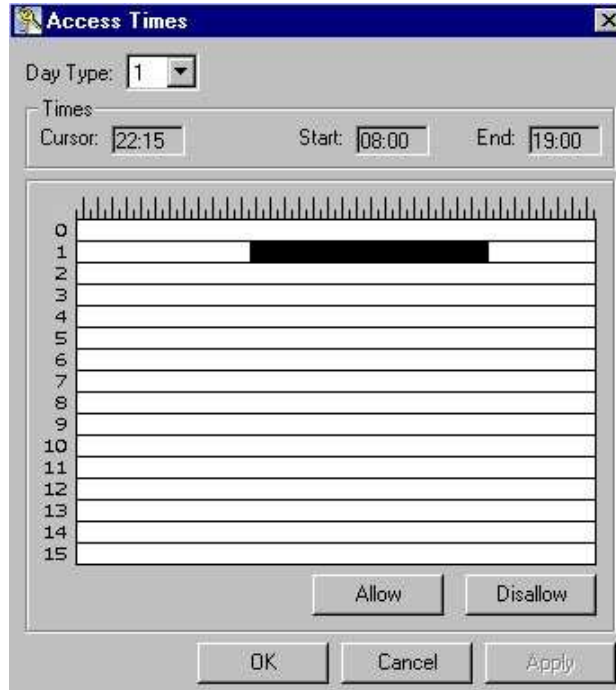 Access Times
Day Type: 1
Times
Cursor: 22:15 Start: 08:00 End: 19:00
0
1
2
3
4
5
6
7
8
9
10
11
12
13
14
15
Allow Disallow
OK Cancel Apply